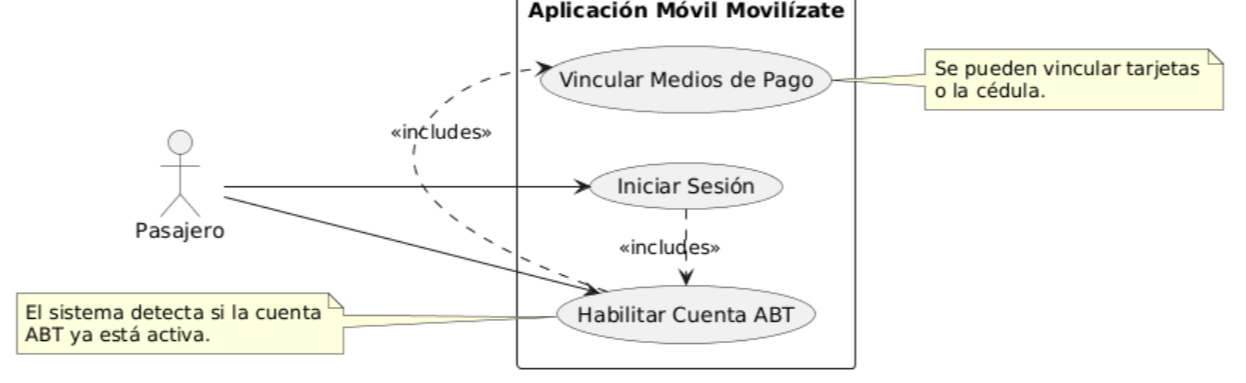 Aplicación Móvil Movilízate
Vincular Medios de Pago
Se pueden vincular tarjetas
o la cédula.
«includes»
Iniciar Sesión
Pasajero
«includes»
El sistema detecta si la cuenta
ABT ya está activa.
Habilitar Cuenta ABT